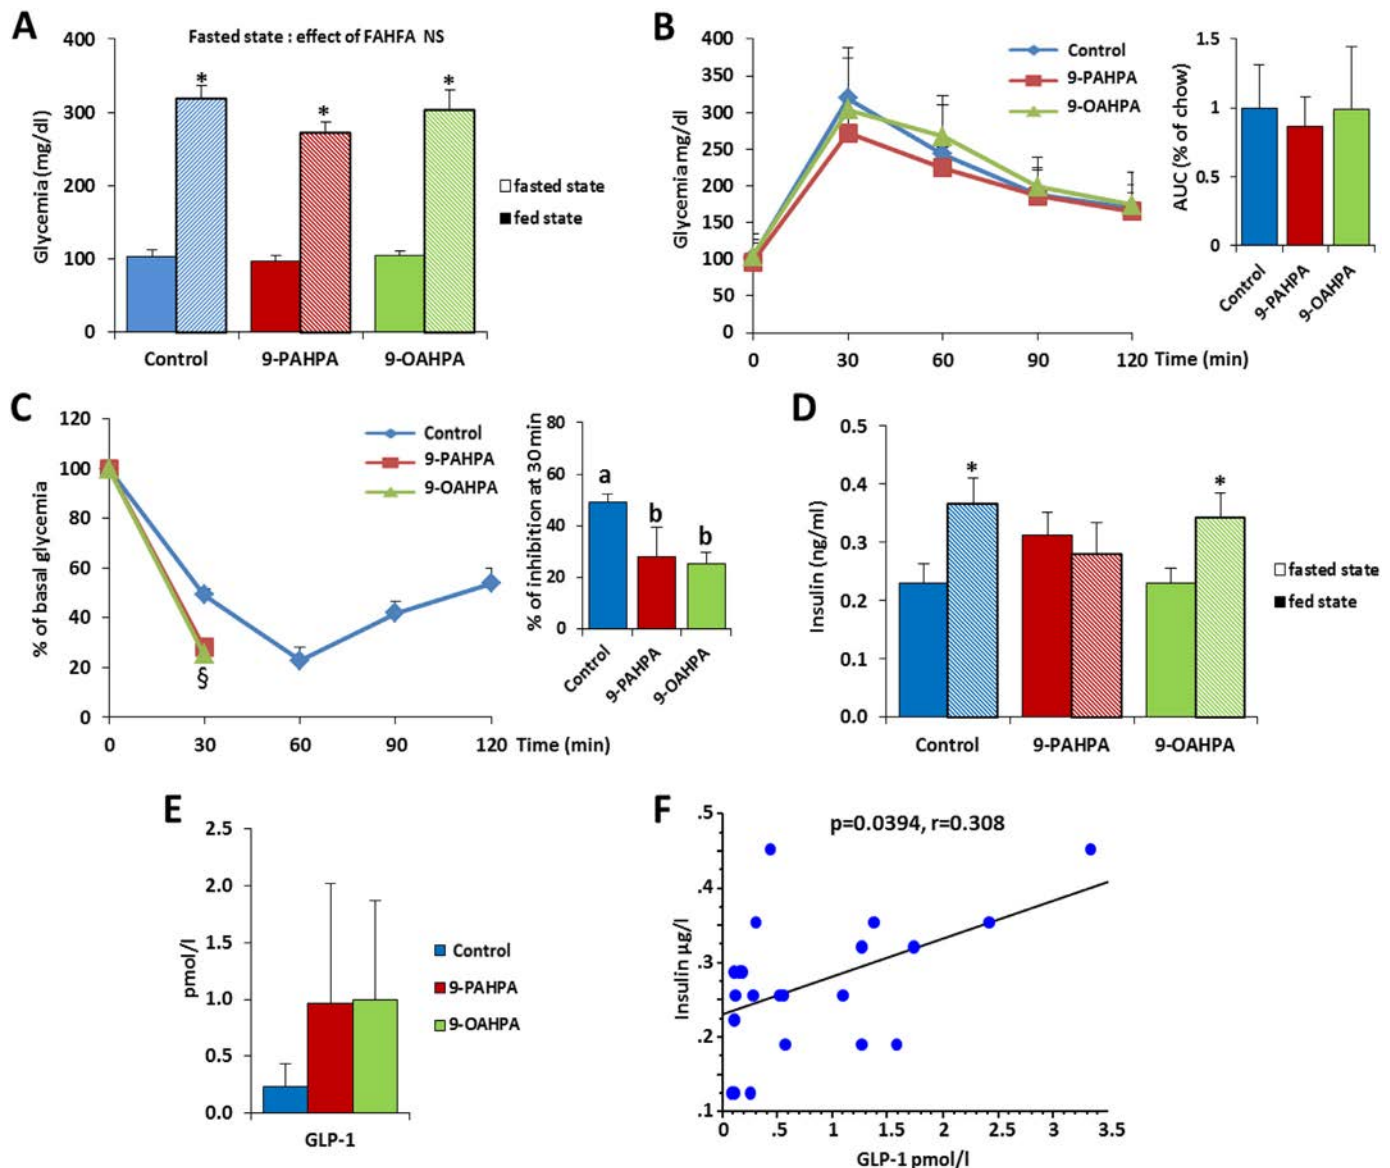 A
Fasted state : effect of FAHFA NS
Glycemia (mg/dl)
400
300
200
100
0
*
*
*
Control
9-PAHPA
9-OAHPA
fasted state
fed state
B
Glycemia mg/dl
400
350
300
250
200
150
100
50
0
0
30
60
90
120
Time (min)
Control
9-PAHPA
9-OAHPA
AUC (% of chow)
1.5
1
0.5
0
Control
9-PAHPA
9-OAHPA
C
% of basal glycemia
120
100
80
60
40
20
0
0
30
60
90
120
Time (min)
§
Control
9-PAHPA
9-OAHPA
% of inhibition at 30 min
80
60
40
20
0
a
b
b
Control
9-PAHPA
9-OAHPA
D
Insulin (ng/ml)
0.5
0.4
0.3
0.2
0.1
0.0
*
*
Control
9-PAHPA
9-OAHPA
fasted state
fed state
E
pmol/l
2.5
2.0
1.5
1.0
0.5
0.0
GLP-1
Control
9-PAHPA
9-OAHPA
F
p=0.0394, r=0.308
Insulin µg/l
.5
.4
.3
.2
.1
0
.5
1
1.5
2
2.5
3
3.5
GLP-1 pmol/l